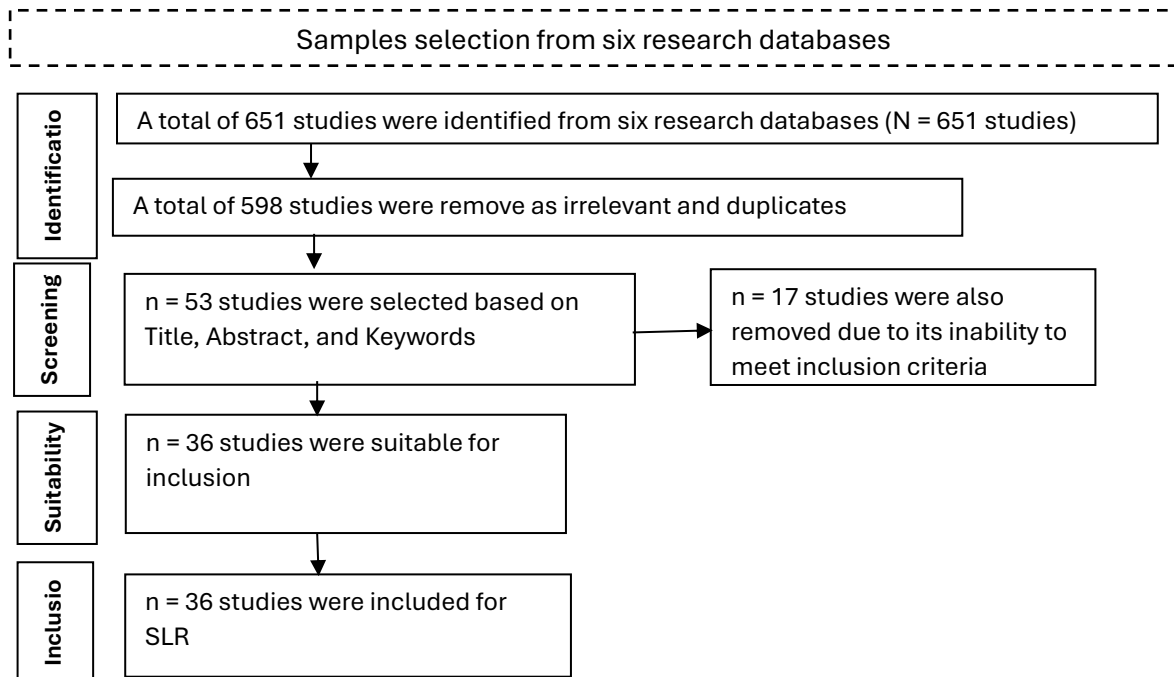 Samples selection from six research databases
Identificatio
A total of 651 studies were identified from six research databases (N = 651 studies)
A total of 598 studies were remove as irrelevant and duplicates
Screening
n = 53 studies were selected based on
Title, Abstract, and Keywords
n = 17 studies were also
removed due to its inability to
meet inclusion criteria
Suitability
n = 36 studies were suitable for
inclusion
Inclusio
n = 36 studies were included for
SLR